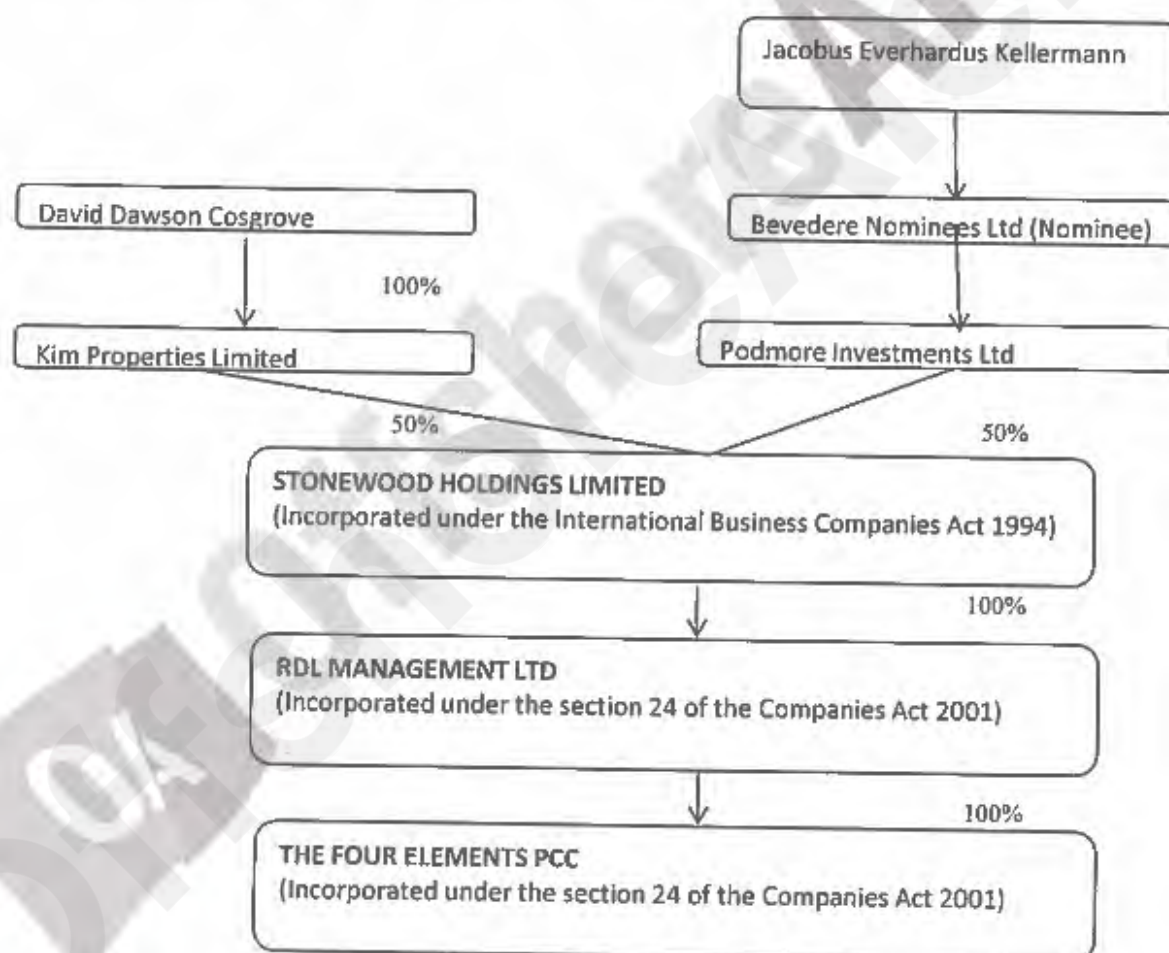 Jacobus Everhardus Kellermann
David Dawson Cosgrove
Bevedere Nominees Ltd (Nominee)
100%
Kim Properties Limited
Podmore Investments Ltd
50%
50%
STONEWOOD HOLDINGS LIMITED
(Incorporated under the International Business Companies Act 1994)
100%
RDL MANAGEMENT LTD
(Incorporated under the section 24 of the Companies Act 2001)
100%
THE FOUR ELEMENTS PCC
(Incorporated under the section 24 of the Companies Act 2001)
OA